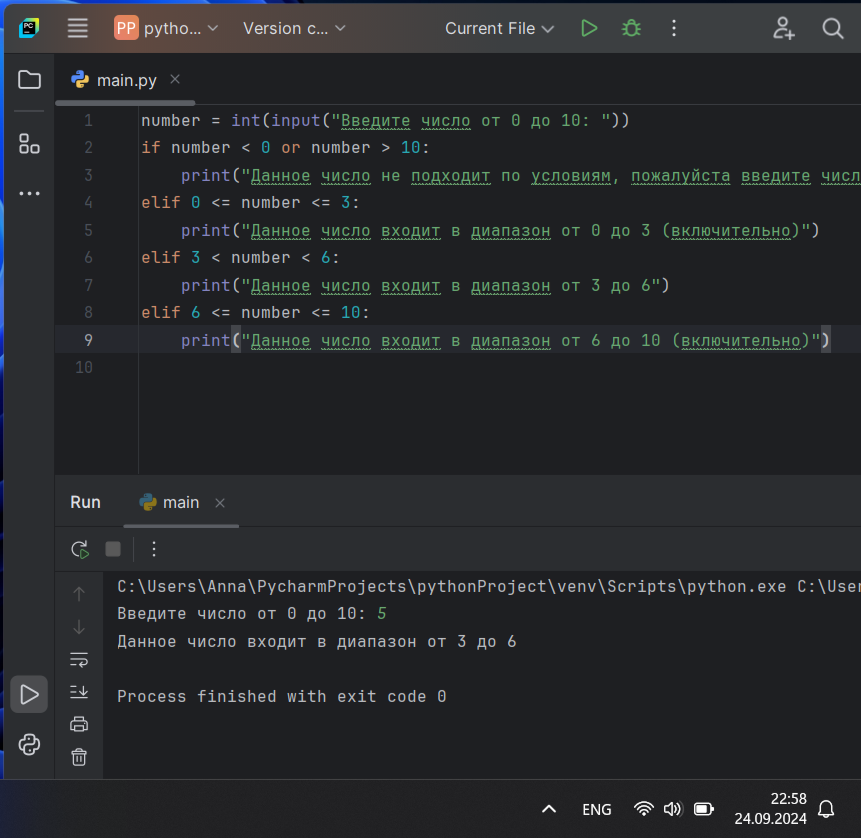 PC
PP python... Version c... Current File
main.py
1 number = int(input("Введите число от 0 до 10: "))
2 if number < 0 or number > 10:
3 print("Данное число не подходит по условиям, пожалуйста введите
4 elif 0 <= number <= 3:
5 print("Данное число входит в диапазон от 0 до 3 (включительно)")
6 elif 3 < number < 6:
7 print("Данное число входит в диапазон от 3 до 6")
8 elif 6 <= number <= 10:
9 print("Данное число входит в диапазон от 6 до 10 (включительно)")
10
Run main
C:\Users\Anna\PycharmProjects\pythonProject\venv\Scripts\python.exe
Введите число от 0 до 10: 5
Данное число входит в диапазон от 3 до 6
Process finished with exit code 0
ENG
22:58
24.09.2024